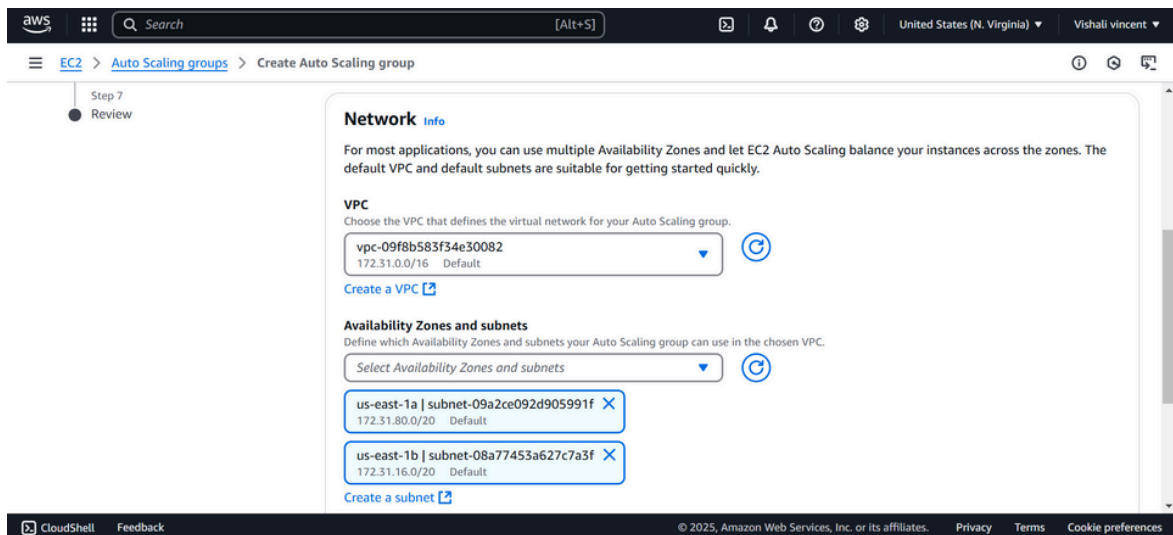 aws
Search [Alt+S]
United States (N. Virginia) ▼
Vishali vincent ▼
EC2 > Auto Scaling groups > Create Auto Scaling group
Step 7
Review
Network Info
For most applications, you can use multiple Availability Zones and let EC2 Auto Scaling balance your instances across the zones. The
default VPC and default subnets are suitable for getting started quickly.
VPC
Choose the VPC that defines the virtual network for your Auto Scaling group.
vpc-09f8b583f34e30082
172.31.0.0/16 Default
Create a VPC
Availability Zones and subnets
Define which Availability Zones and subnets your Auto Scaling group can use in the chosen VPC.
Select Availability Zones and subnets
us-east-1a | subnet-09a2ce092d905991f
172.31.80.0/20 Default
us-east-1b | subnet-08a77453a627c7a3f
172.31.16.0/20 Default
Create a subnet
CloudShell Feedback © 2025, Amazon Web Services, Inc. or its affiliates. Privacy Terms Cookie preferences